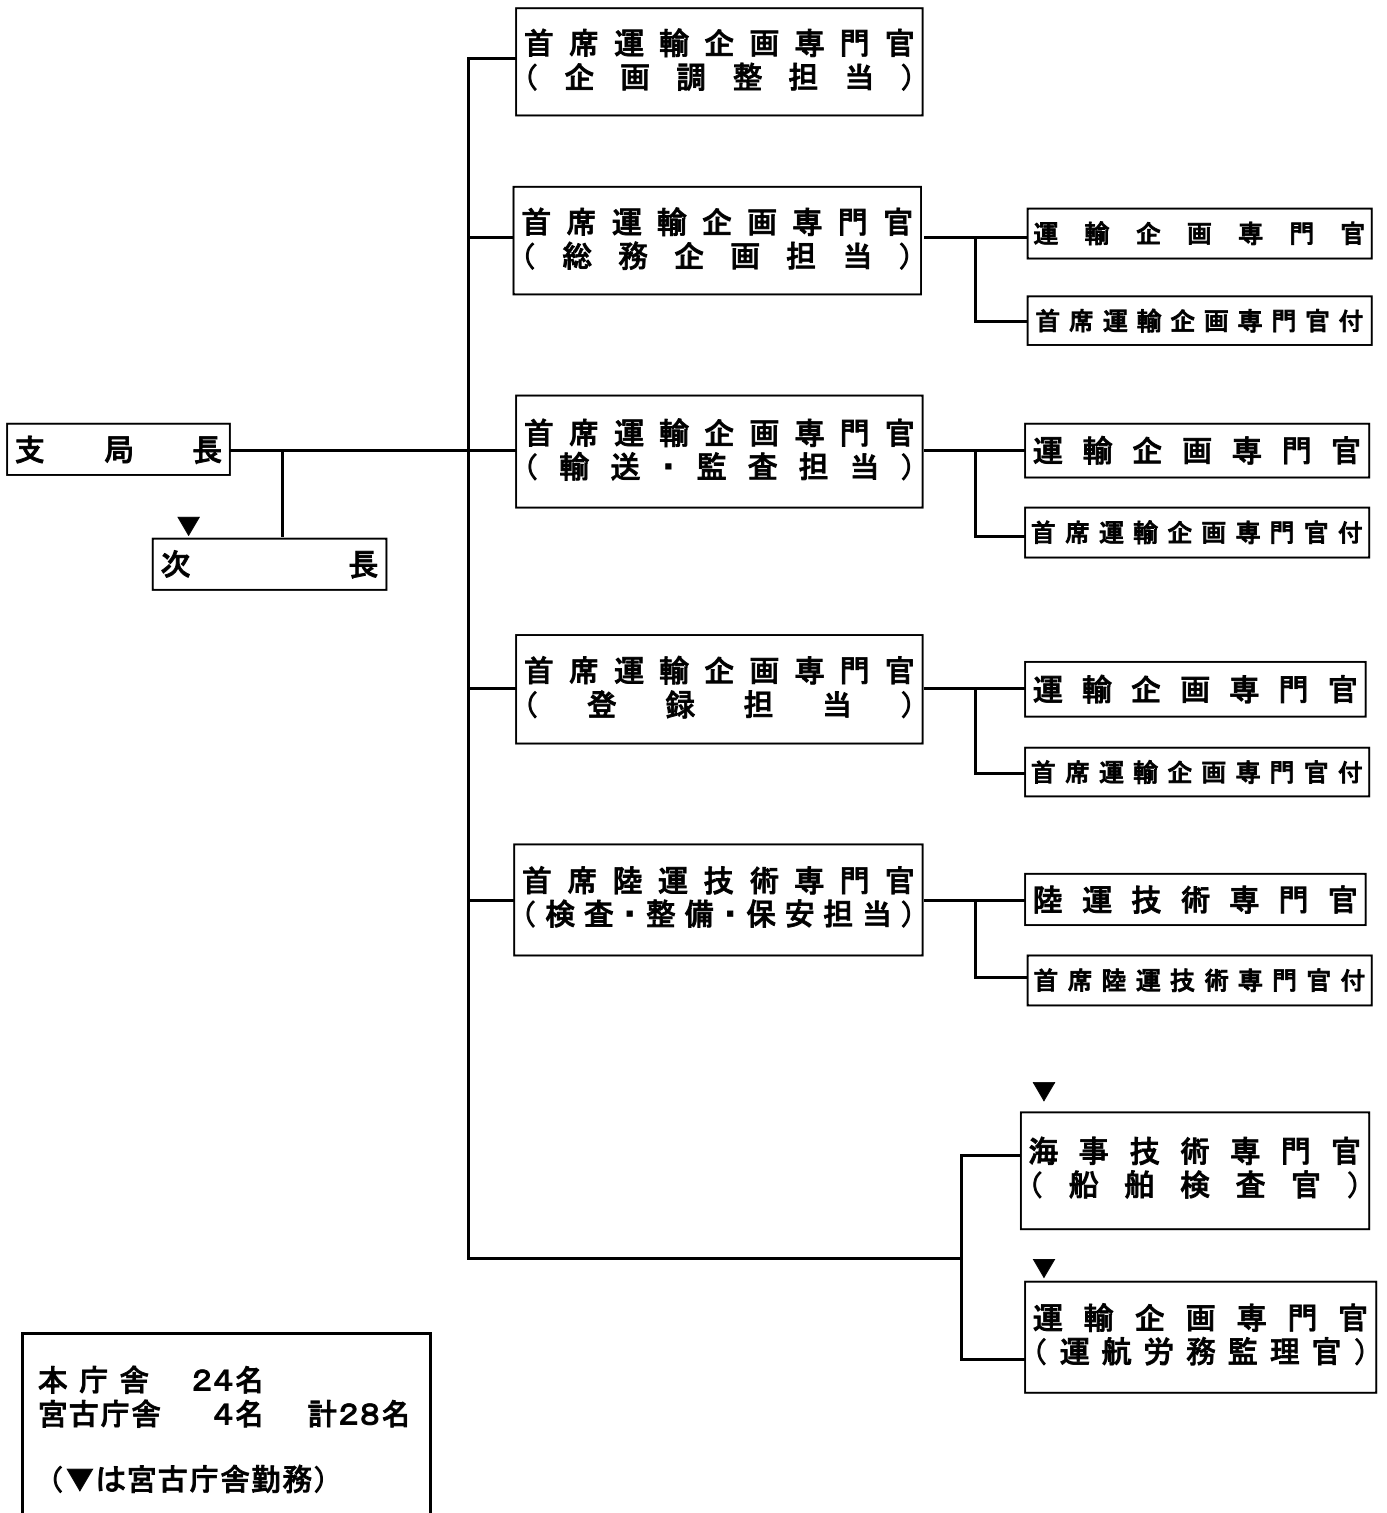 首席運輸企画専門官
(企画調整担当)
首席運輸企画専門官
(総務企画担当)
運輸企画専門官
首席運輸企画専門官付
支局長
▼
次長
首席運輸企画専門官
(輸送・監査担当)
運輸企画専門官
首席運輸企画専門官付
首席運輸企画専門官
(登録担当)
運輸企画専門官
首席運輸企画専門官付
首席陸運技術専門官
(検査・整備・保安担当)
陸運技術専門官
首席陸運技術専門官付
▼
海事技術専門官
(船舶検査官)
▼
運輸企画専門官
(運航労務監理官)
本庁舎 24名
宮古庁舎 4名 計28名
(▼は宮古庁舎勤務)